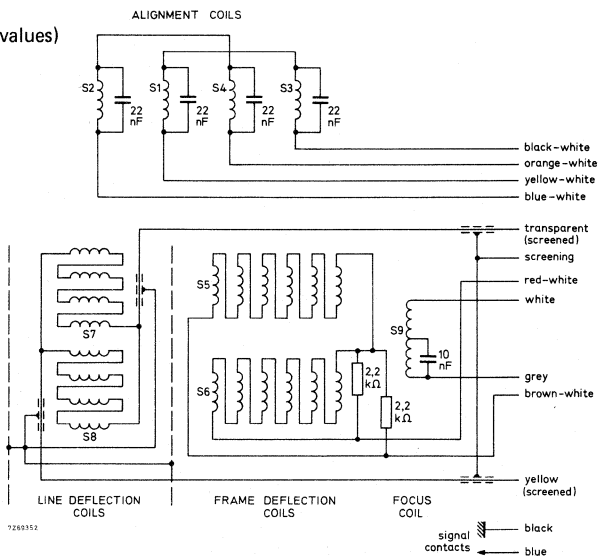 ALIGNMENT COILS
values)
S2
22
nF
S1
22
nF
S4
22
nF
S3
22
nF
black-white
orange-white
yellow-white
blue-white
transparent
(screened)
screening
red-white
white
S5
S9
S7
10
nF
grey
S6
2,2
kΩ
brown-white
2,2
kΩ
S8
yellow
(screened)
LINE DEFLECTION
COILS
FRAME DEFLECTION
COILS
FOCUS
COIL
7Z69352
signal
contacts
black
blue